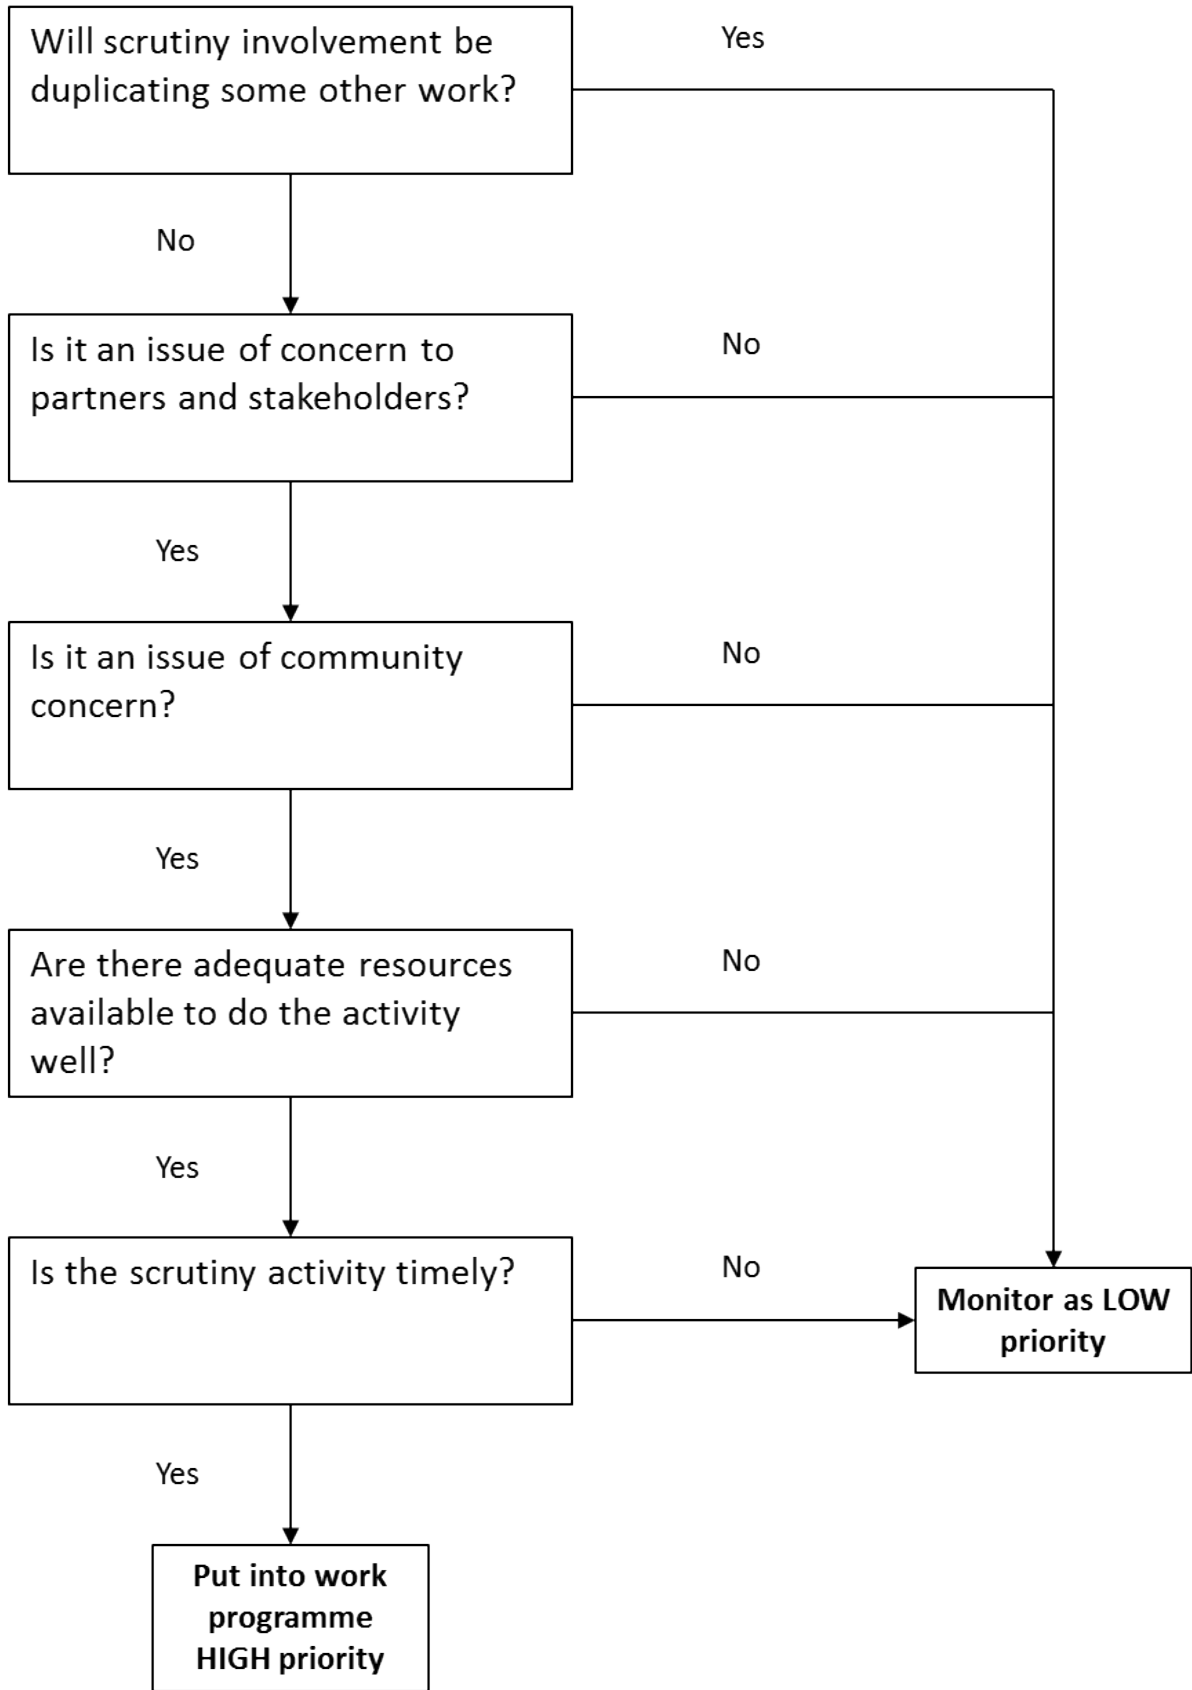 Will scrutiny involvement be
duplicating some other work?
Yes
No
Is it an issue of concern to
partners and stakeholders?
No
Yes
Is it an issue of community
concern?
No
Yes
Are there adequate resources
available to do the activity
well?
No
Yes
Is the scrutiny activity timely?
No
Monitor as LOW
priority
Yes
Put into work
programme
HIGH priority